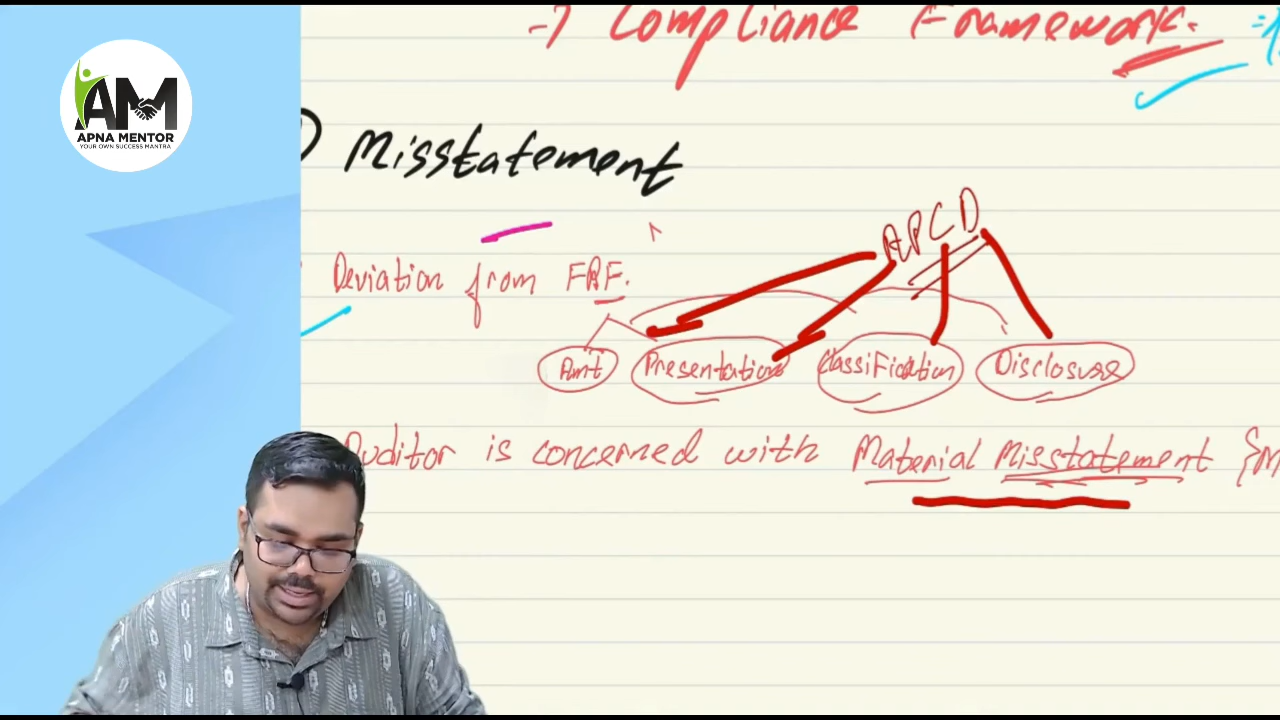 → Compliance Framework.
AM
APNA MENTOR
YOUR OWN SUCCESS MANTRA
) Misstatement
APCD
Deviation from FRF.
Amt Presentation Classification Disclosure
Auditor is concerned with Material Misstatement {M